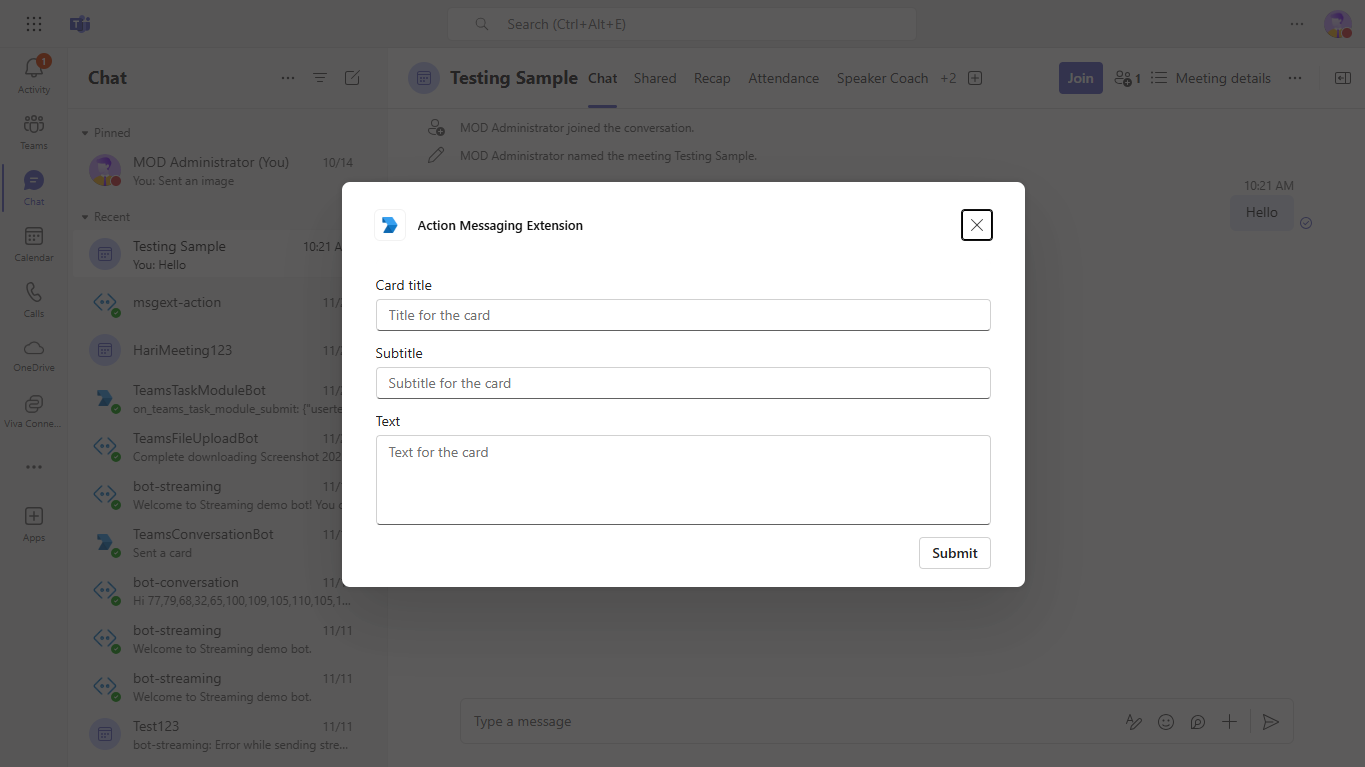 Search (Ctrl+Alt+E)
1
Activity
Teams
Chat
Calendar
Calls
OneDrive
Viva Conne...
Apps
Chat
Pinned
MOD Administrator (You) 10/14
You: Sent an image
Recent
Testing Sample 10:21 A
You: Hello
msgext-action 11/
HariMeeting123 11/
TeamsTaskModuleBot 11/
on_teams_task_module_submit: {"userte
TeamsFileUploadBot 11/
Complete downloading Screenshot 202
bot-streaming 11/
Welcome to Streaming demo bot! You
TeamsConversationBot 11/
Sent a card
bot-conversation 11/
Hi 77,79,68,32,65,100,109,105,110,105,1...
bot-streaming 11/11
Welcome to Streaming demo bot.
bot-streaming 11/11
Welcome to Streaming demo bot.
Test123 11/11
bot-streaming: Error while sending stre...
Testing Sample Chat Shared Recap Attendance Speaker Coach +2 Join 1 Meeting details
MOD Administrator joined the conversation.
MOD Administrator named the meeting Testing Sample.
10:21 AM
Hello
Action Messaging Extension
Card title
Title for the card
Subtitle
Subtitle for the card
Text
Text for the card
Submit
Type a message